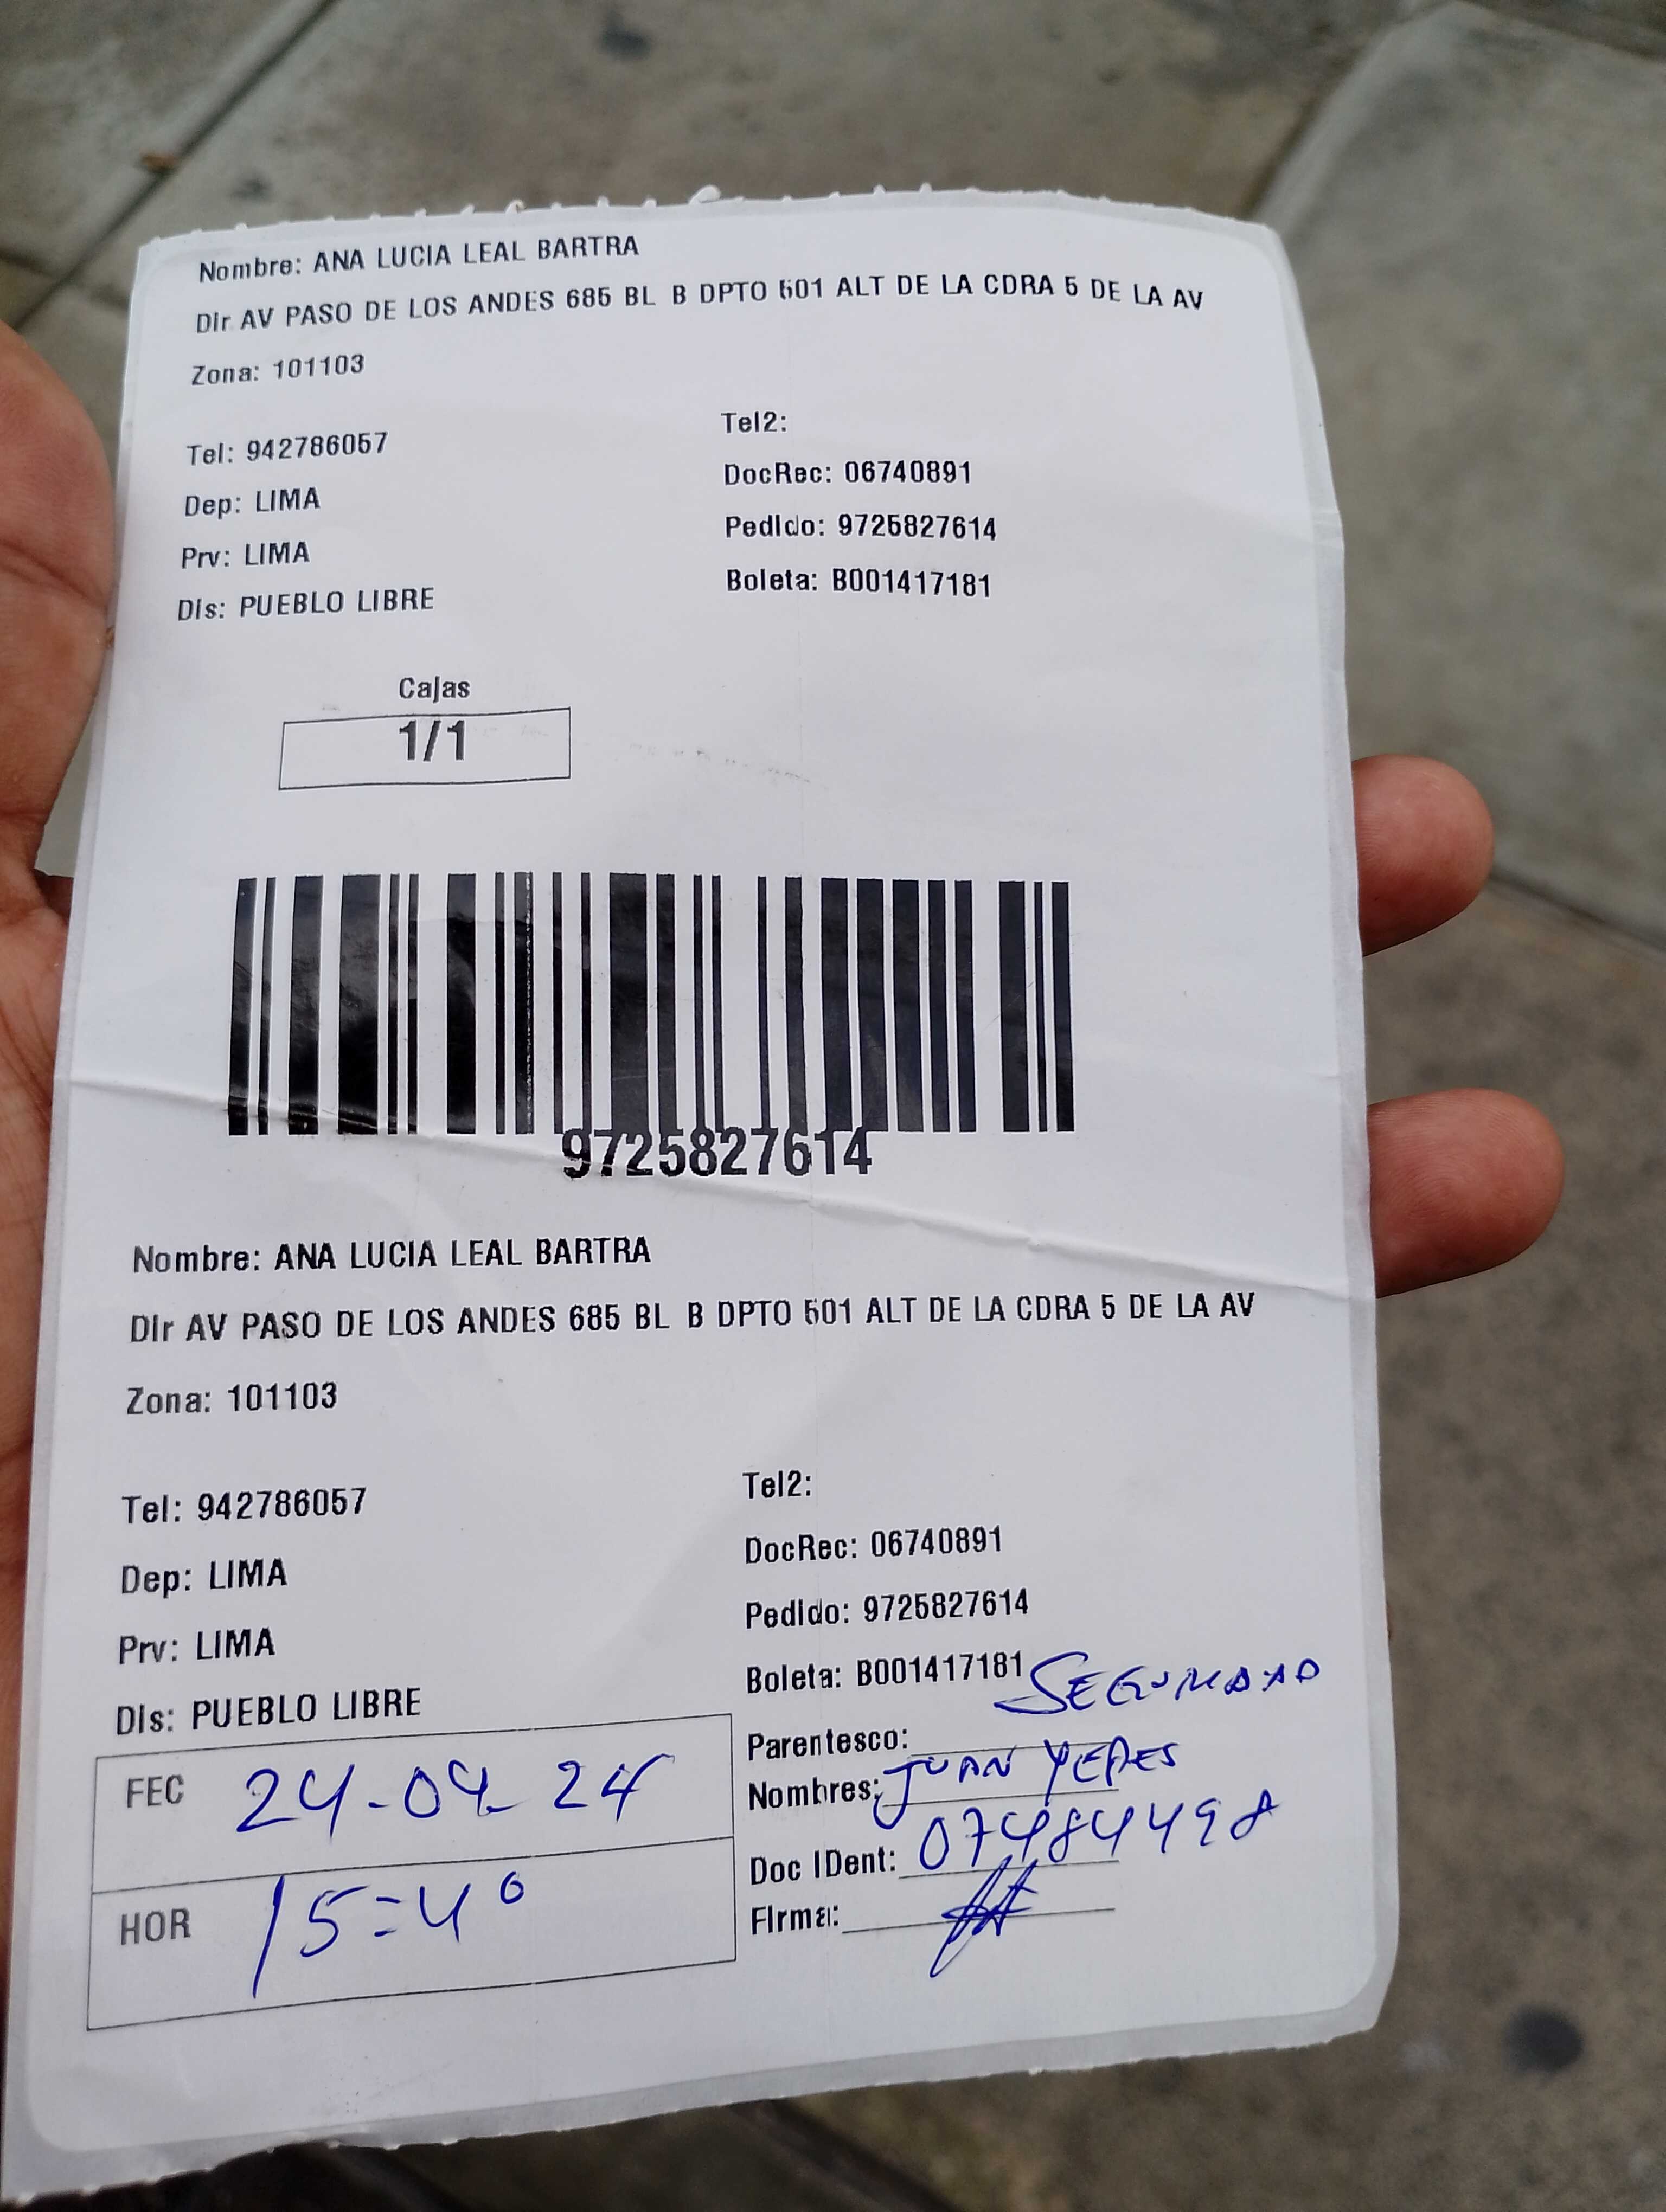 Nombre: ANA LUCIA LEAL BARTRA
Dir AV PASO DE LOS ANDES 685 BL B DPTO 501 ALT DE LA CDRA 5 DE LA AV
Zona: 101103
Tel: 942786057
Tel2:
Dep: LIMA
DocRec: 06740891
Prv: LIMA
Pedido: 9725827614
Dis: PUEBLO LIBRE
Boleta: B001417181
Cajas
1/1
9725827614
Nombre: ANA LUCIA LEAL BARTRA
Dir AV PASO DE LOS ANDES 685 BL B DPTO 501 ALT DE LA CDRA 5 DE LA AV
Zona: 101103
Tel: 942786057
Tel2:
Dep: LIMA
DocRec: 06740891
Prv: LIMA
Pedido: 9725827614
Dis: PUEBLO LIBRE
Boleta: B001417181
Parentesco:
FEC 24-04-24
Nombres: JUAN YEPES
Doc IDent:
HOR 15=40
Firma: